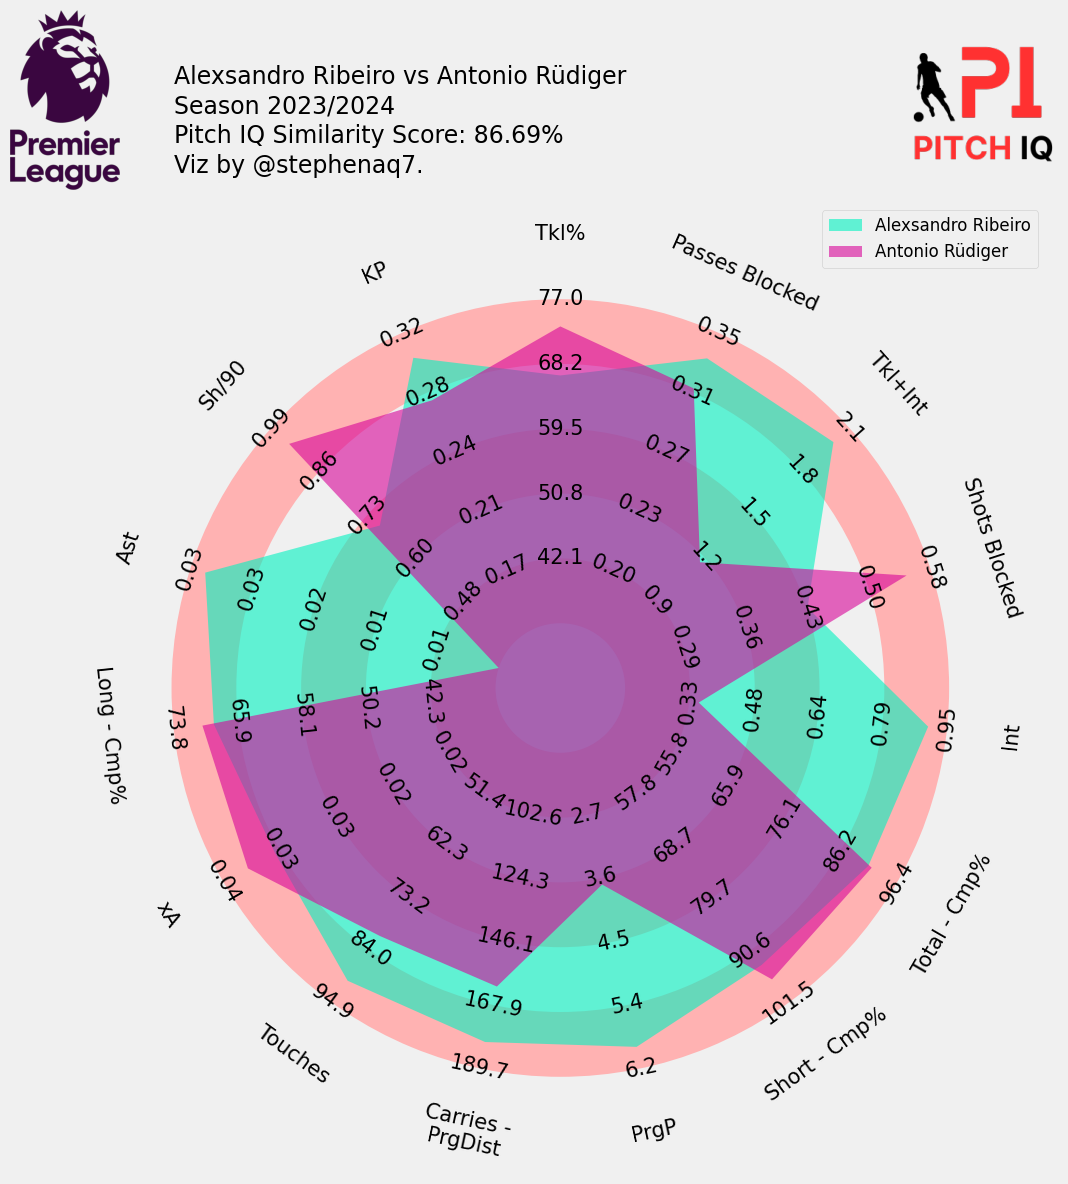 Premier
League
Alexsandro Ribeiro vs Antonio Rüdiger
Season 2023/2024
Pitch IQ Similarity Score: 86.69%
Viz by @stephenaq7.
PI
PITCH IQ
Alexsandro Ribeiro
Antonio Rüdiger
Tkl%
77.0
68.2
59.5
50.8
42.1
Passes Blocked
0.35
0.31
0.27
0.23
0.20
Tkl+Int
2.1
1.8
1.5
1.2
0.9
Shots Blocked
0.58
0.50
0.43
0.36
0.29
Int
0.95
0.79
0.64
0.48
0.33
Total - Cmp%
96.4
86.2
76.1
65.9
55.8
Short - Cmp%
101.5
90.6
79.7
68.7
57.8
PrgP
6.2
5.4
4.5
3.6
2.7
Carries -
PrgDist
189.7
167.9
146.1
124.3
102.6
Touches
94.9
84.0
73.2
62.3
51.4
xA
0.04
0.03
0.03
0.02
0.02
Long - Cmp%
73.8
65.9
58.1
50.2
42.3
Ast
0.03
0.03
0.02
0.01
0.01
Sh/90
0.99
0.86
0.73
0.60
0.48
KP
0.32
0.28
0.24
0.21
0.17